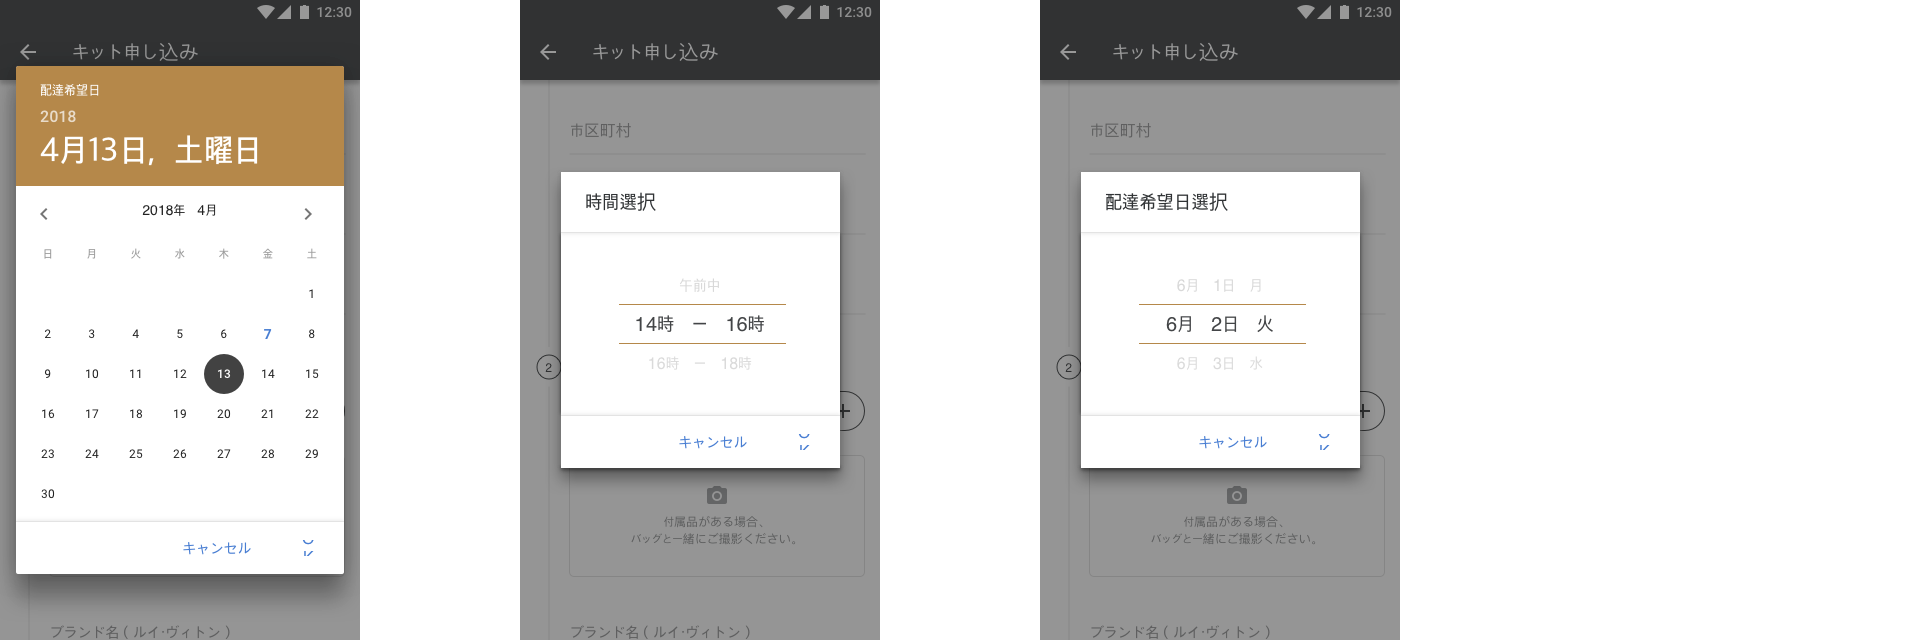 12:30
キット申し込み
配達希望日
2018
4月13日, 土曜日
2018年 4月
日 月 火 水 木 金 土
1
2 3 4 5 6 7 8
9 10 11 12 13 14 15
16 17 18 19 20 21 22
23 24 25 26 27 28 29
30
キャンセル
ブランド名 ( ルイ·ヴィトン )
12:30
キット申し込み
市区町村
時間選択
午前中
14時 ー 16時
16時 ー 18時
2
キャンセル
付属品がある場合、
バッグと一緒にご撮影ください。
ブランド名 ( ルイ·ヴィトン )
12:30
キット申し込み
市区町村
配達希望日選択
6月 1日 月
6月 2日 火
6月 3日 水
2
キャンセル
付属品がある場合、
バッグと一緒にご撮影ください。
ブランド名 ( ルイ·ヴィトン )